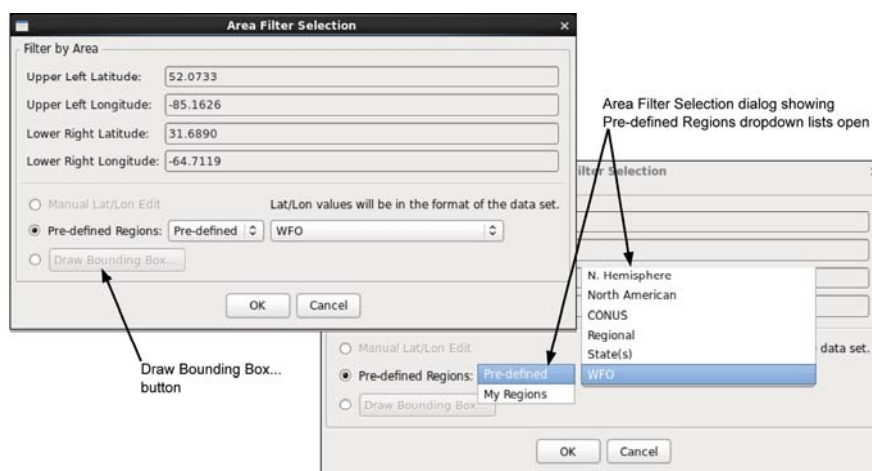 Area Filter Selection
Filter by Area
Upper Left Latitude: 52.0733
Upper Left Longitude: -85.1626
Lower Right Latitude: 31.6890
Lower Right Longitude: -64.7119
Manual Lat/Lon Edit Lat/Lon values will be in the format of the data set.
Pre-defined Regions: Pre-defined WFO
Draw Bounding Box...
OK Cancel
Draw Bounding Box...
button
Area Filter Selection dialog showing
Pre-defined Regions dropdown lists open
ilter Selection
N. Hemisphere
North American
CONUS
Regional
State(s)
WFO
Manual Lat/Lon Edit data set.
Pre-defined Regions: Pre-defined
My Regions
Draw Bounding Box...
OK Cancel